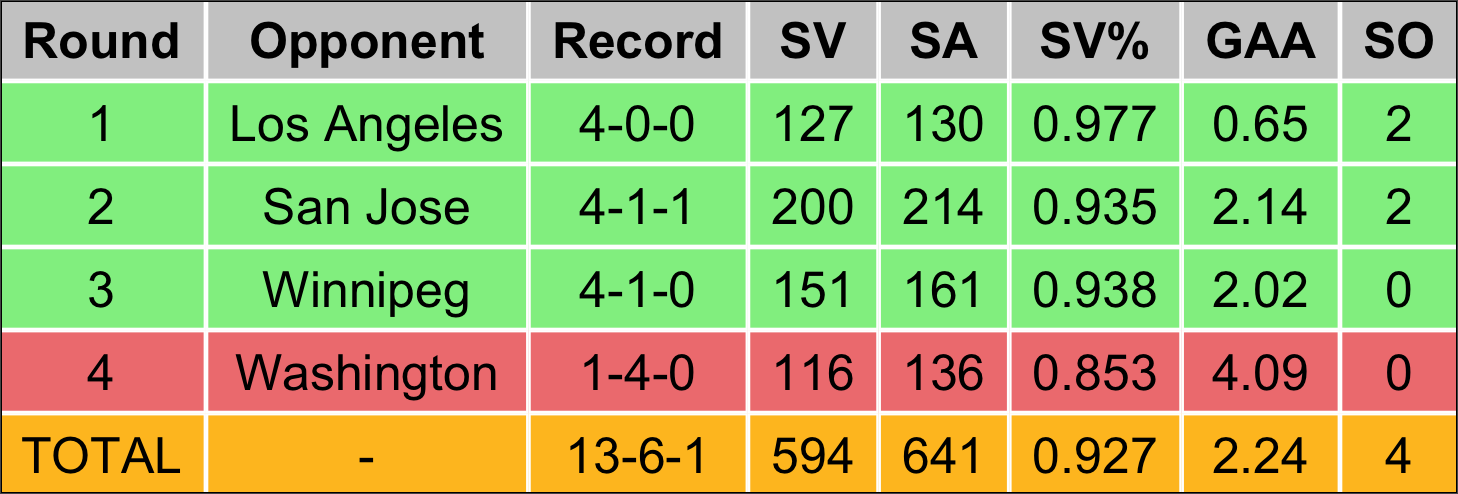 Round Opponent Record SV SA SV% GAA SO
1 Los Angeles 4-0-0 127 130 0.977 0.65 2
2 San Jose 4-1-1 200 214 0.935 2.14 2
3 Winnipeg 4-1-0 151 161 0.938 2.02 0
4 Washington 1-4-0 116 136 0.853 4.09 0
TOTAL - 13-6-1 594 641 0.927 2.24 4